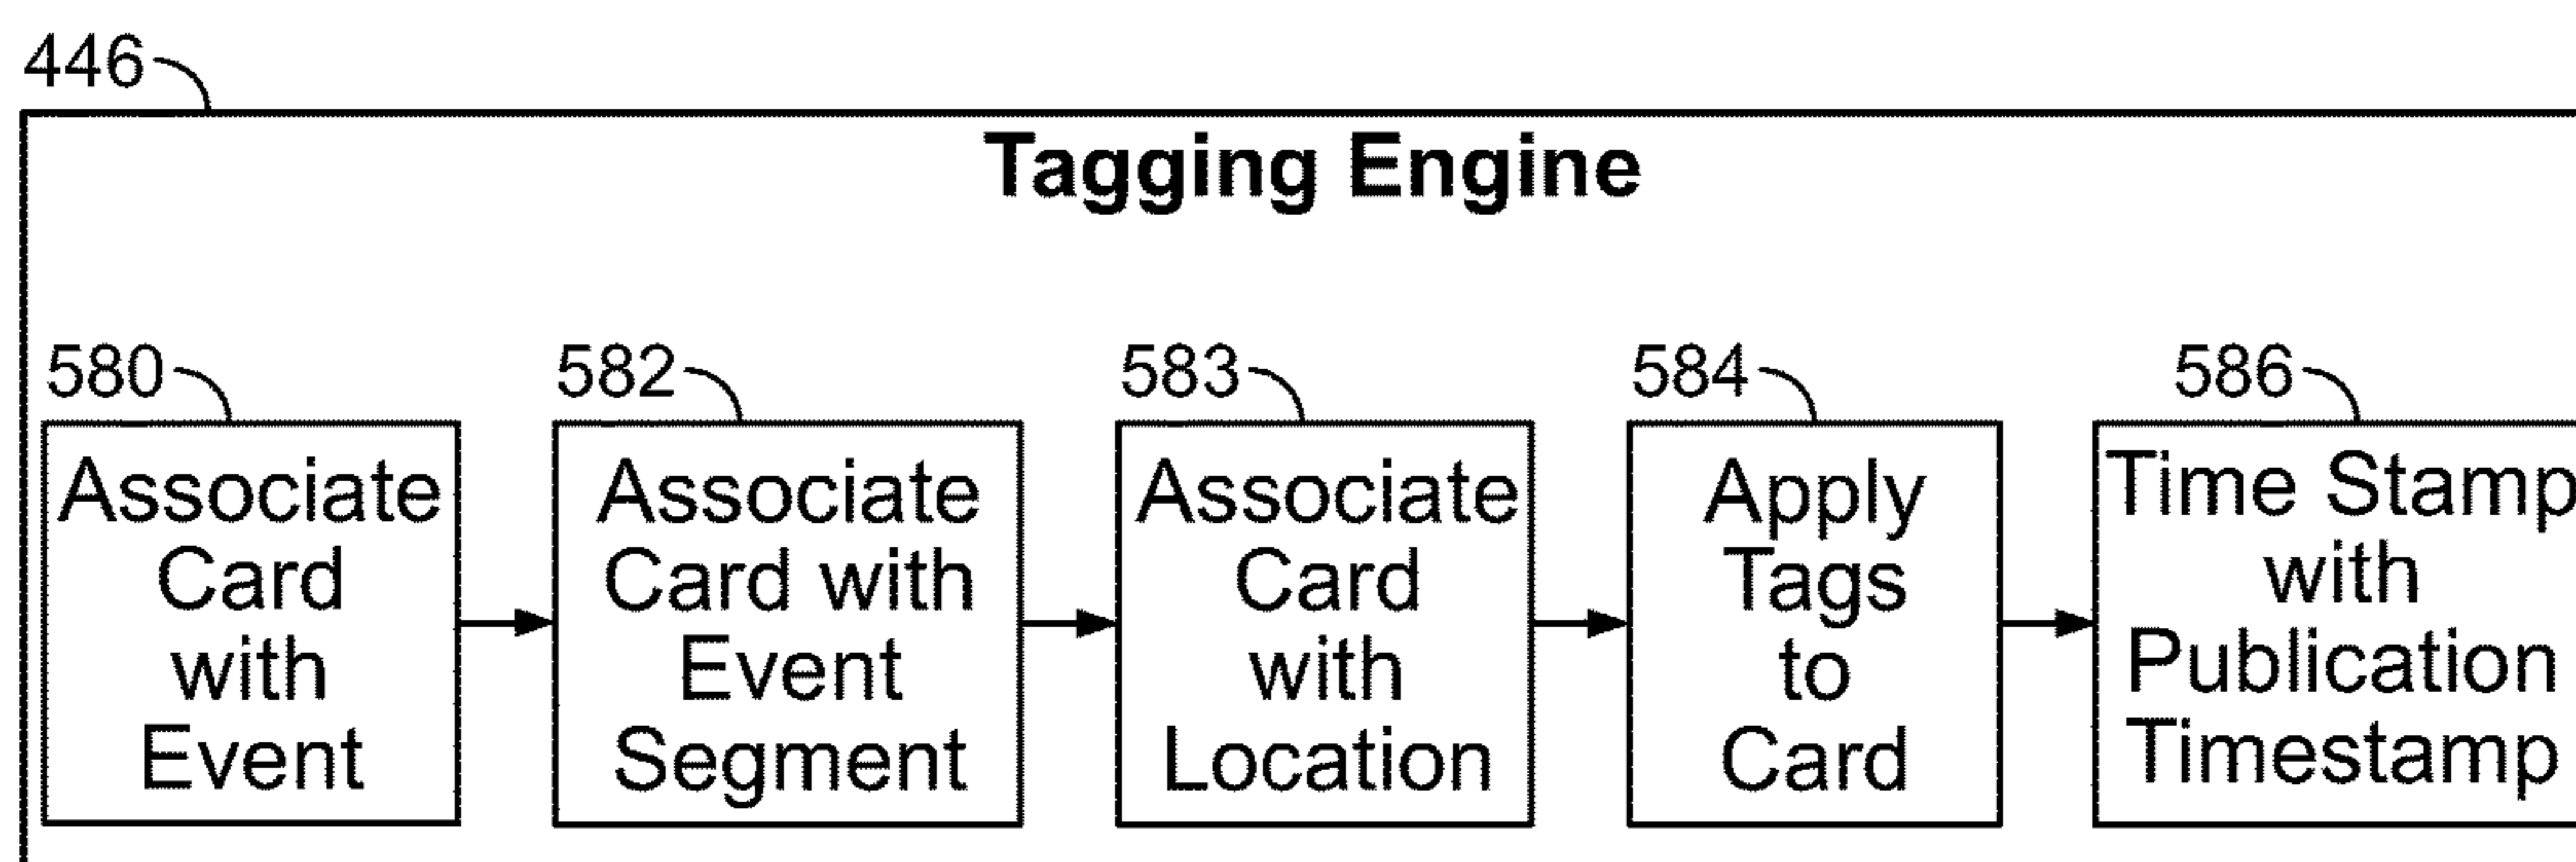 446
Tagging Engine
580
582
583
584
586
Associate
Card
with
Event
Associate
Card with
Event
Segment
Associate
Card
with
Location
Apply
Tags
to
Card
Time Stamp
with
Publication
Timestamp